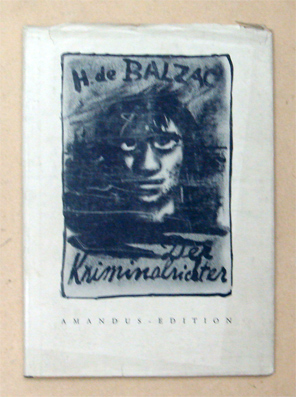 H. de BALZAC
Der
Kriminalrichter
AMANDUS-EDITION